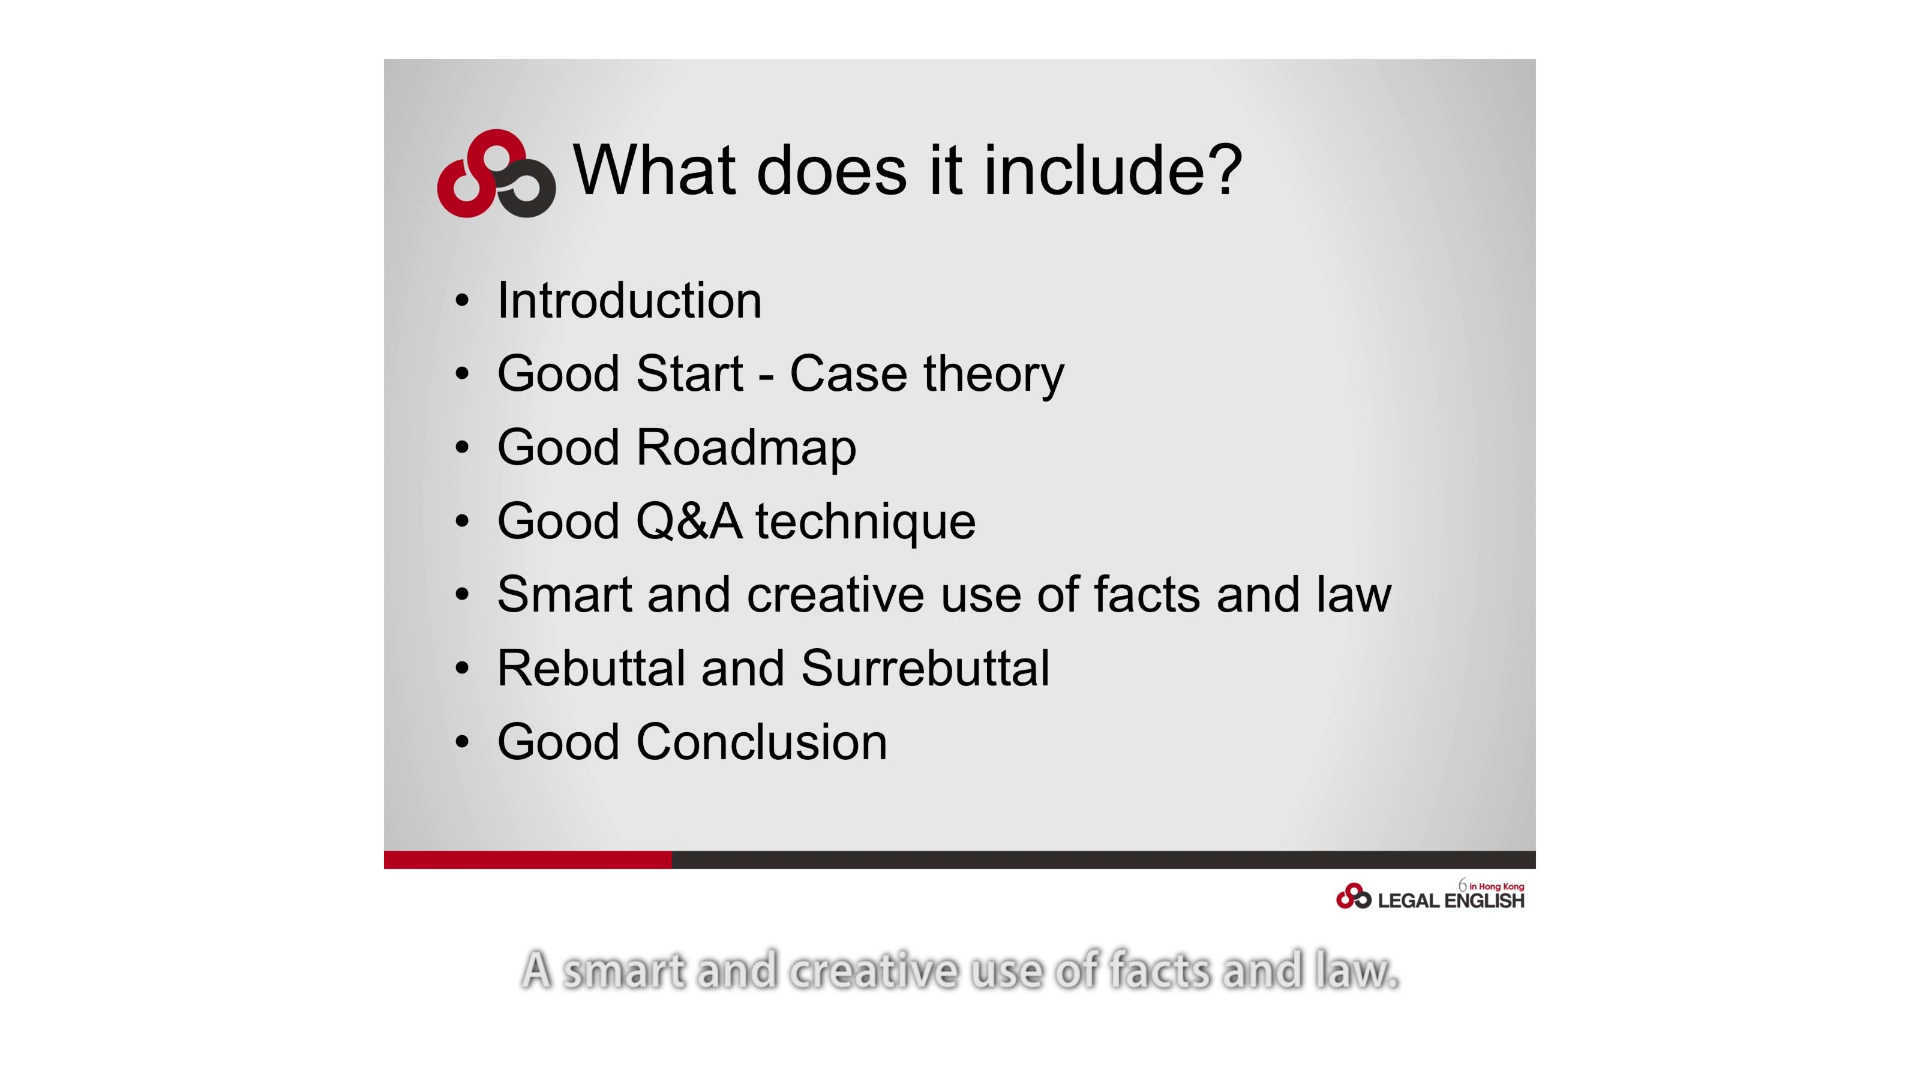 What does it include?
• Introduction
• Good Start - Case theory
• Good Roadmap
• Good Q&A technique
• Smart and creative use of facts and law
• Rebuttal and Surrebuttal
• Good Conclusion
6 in Hong Kong
LEGAL ENGLISH
A smart and creative use of facts and law.